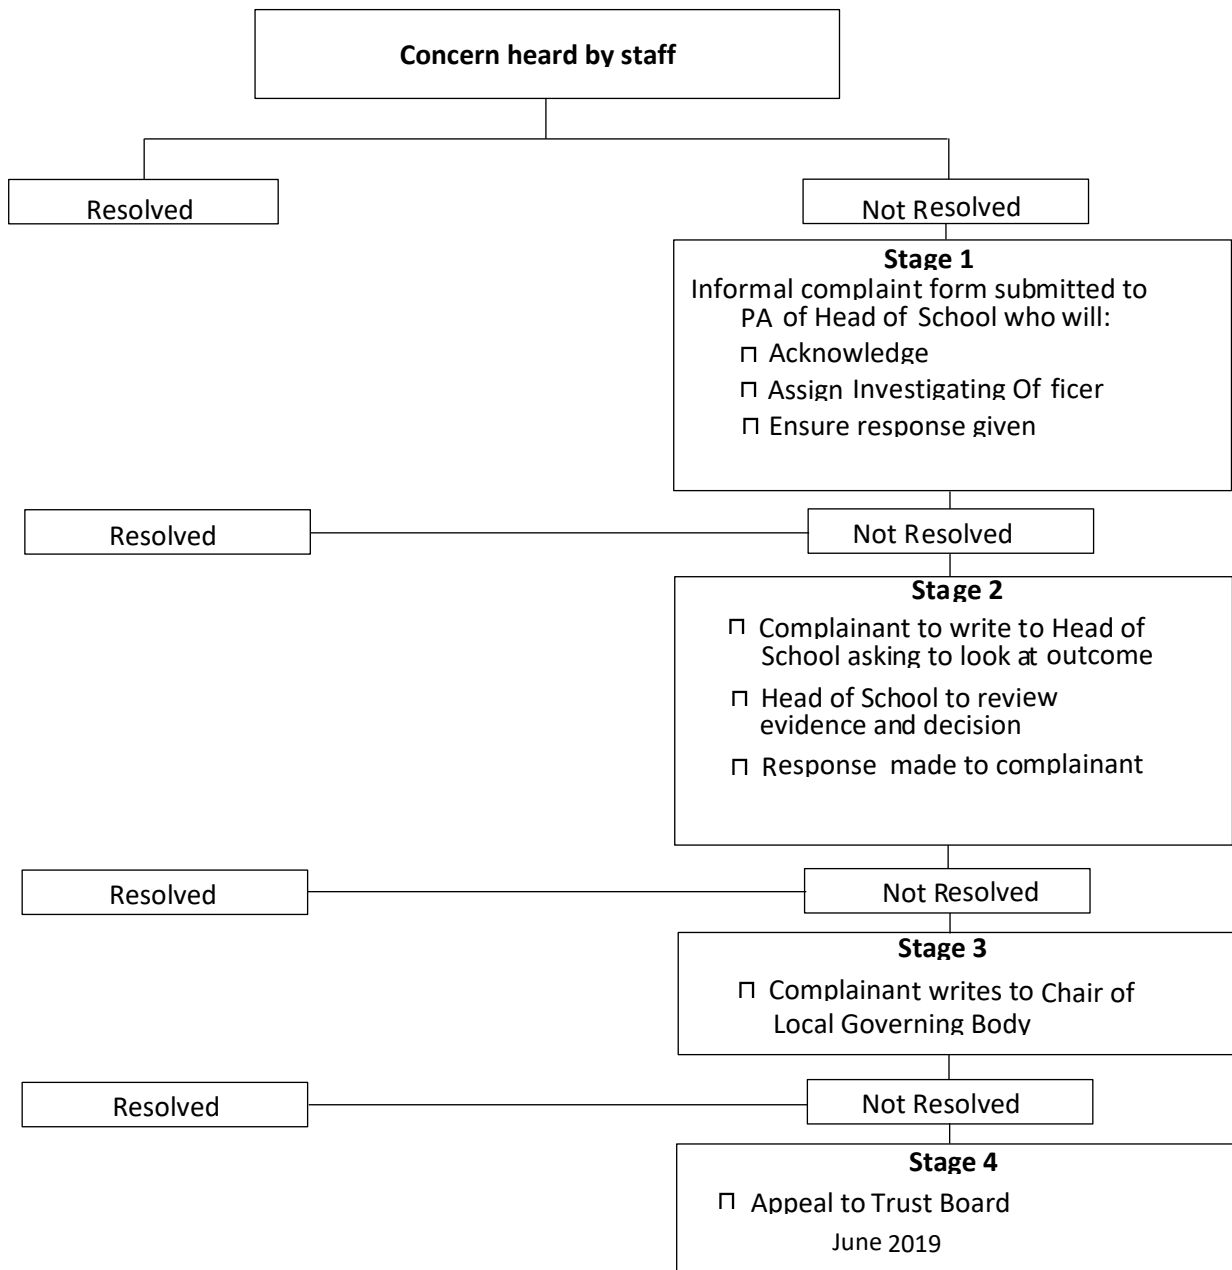 Concern heard by staff
Resolved
Not Resolved
Stage 1
Informal complaint form submitted to
PA of Head of School who will:
Acknowledge
Assign Investigating Of ficer
Ensure response given
Resolved
Not Resolved
Stage 2
Complainant to write to Head of
School asking to look at outcome
Head of School to review
evidence and decision
Response made to complainant
Resolved
Not Resolved
Stage 3
Complainant writes to Chair of
Local Governing Body
Resolved
Not Resolved
Stage 4
Appeal to Trust Board
June 2019